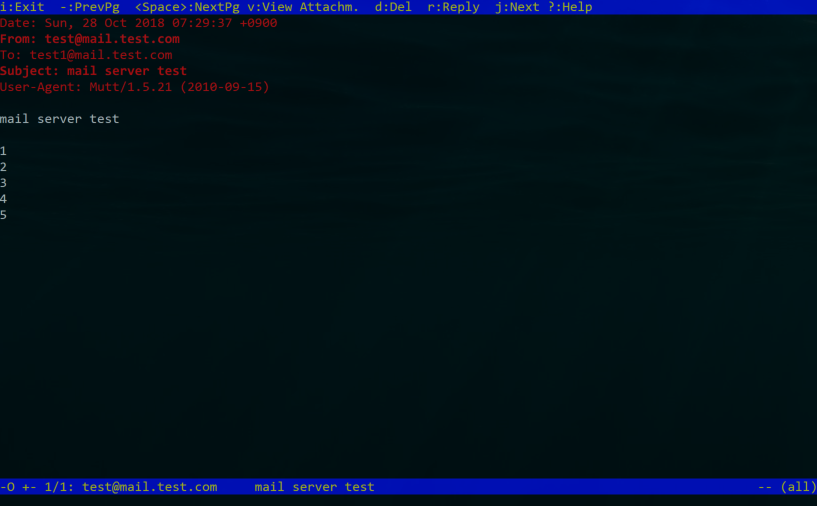 i:Exit  -:PrevPg  <Space>:NextPg v:View Attachm.  d:Del  r:Reply  j:Next ?:Help
Date: Sun, 28 Oct 2018 07:29:37 +0900
From: test@mail.test.com
To: test1@mail.test.com
Subject: mail server test
User-Agent: Mutt/1.5.21 (2010-09-15)
mail server test
1
2
3
4
5
-O +- 1/1: test@mail.test.com     mail server test     -- (all)